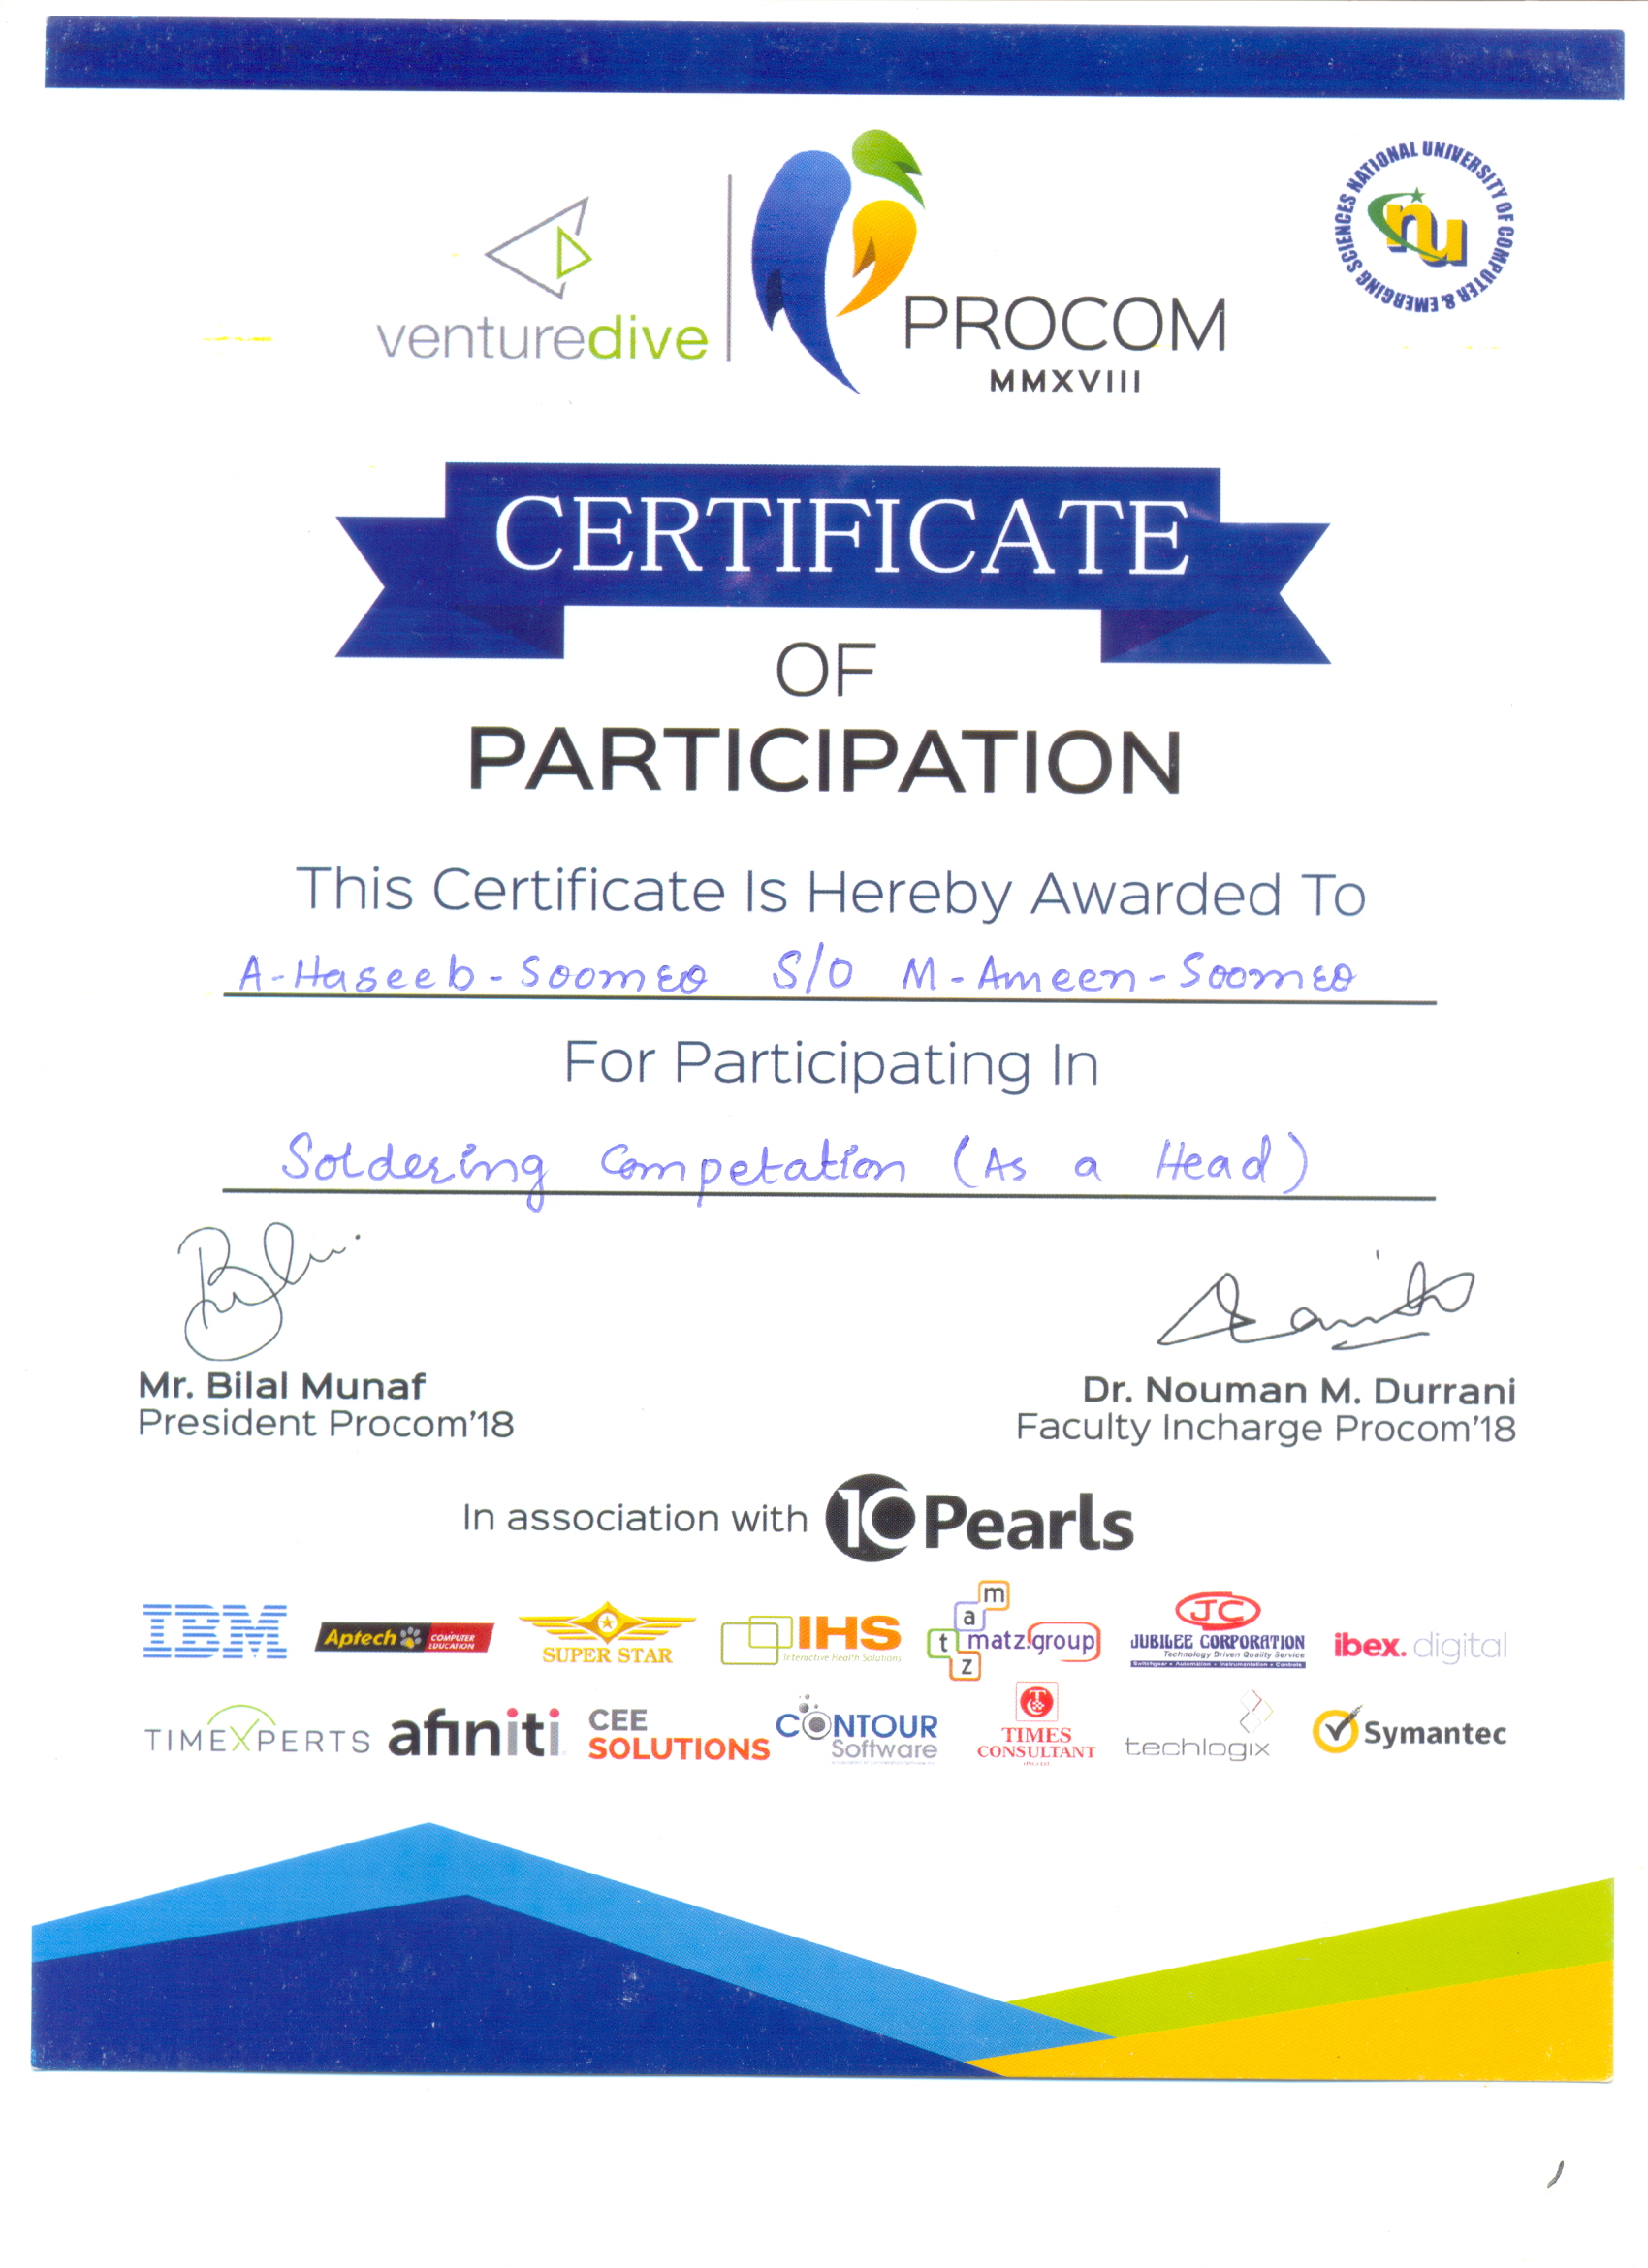 venturedive
PROCOM
MMXVIII
NATIONAL UNIVERSITY OF COMPUTER & EMERGING SCIENCES
nu
CERTIFICATE
OF
PARTICIPATION
This Certificate Is Hereby Awarded To
A-Haseeb-Soomro S/O M-Ameen-Soomro
For Participating In
Soldering Competation (As a Head)
Mr. Bilal Munaf
President Procom'18
Dr. Nouman M. Durrani
Faculty Incharge Procom'18
In association with 10Pearls
IBM
Aptech COMPUTER EDUCATION
SUPER STAR
IHS
Interactive Health Solutions
m
a
t matz.group
z
JC
JUBILEE CORPORATION
Technology Driven Quality Service
Switchgear • Automation • Instrumentation • Controls
ibex. digital
TIMEXPERTS
afiniti
CEE
SOLUTIONS
CONTOUR
Software
TIMES
CONSULTANT
techlogix
Symantec